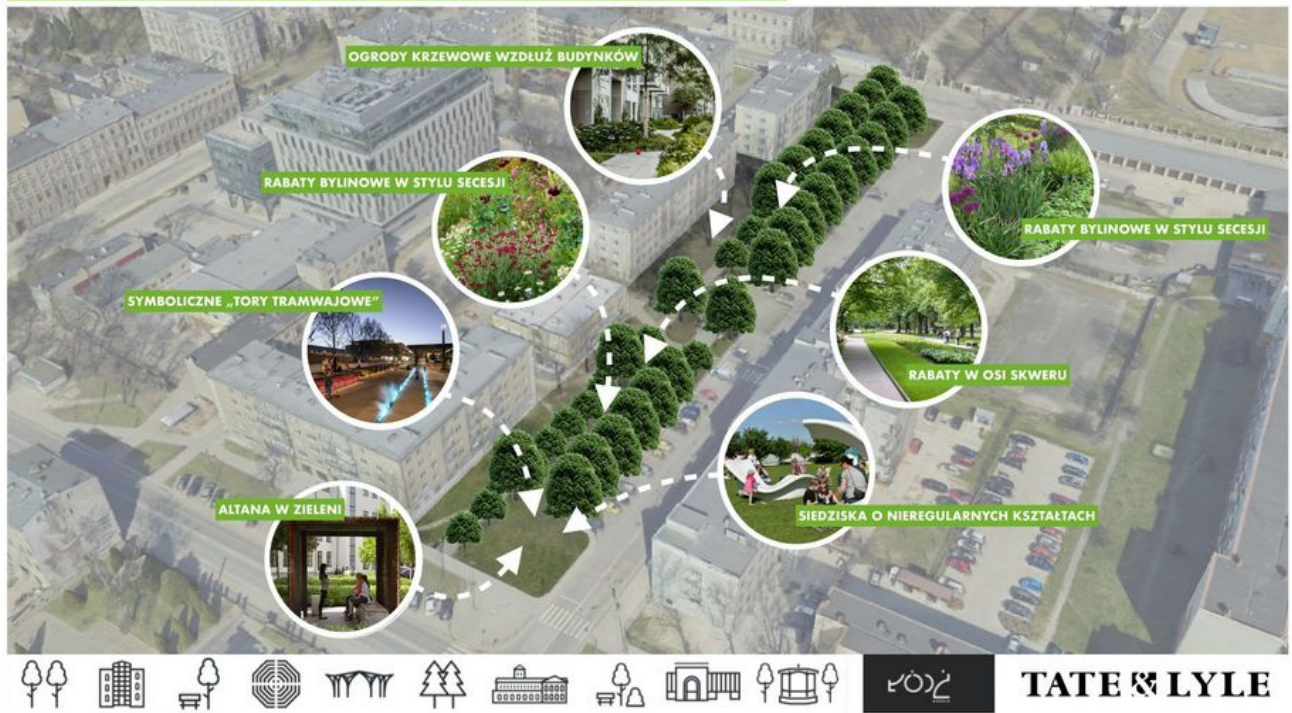 OGRODY KRZEWOWE WZDŁUŻ BUDYNKÓW
RABATY BYLINOWE W STYLU SECESJI
RABATY BYLINOWE W STYLU SECESJI
SYMBOLICZNE „TORY TRAMWAJOWE”
RABATY W OSI SKWERU
ALTANA W ZIELENI
SIEDZISKA O NIEREGULARNYCH KSZTAŁTACH
TATE & LYLE